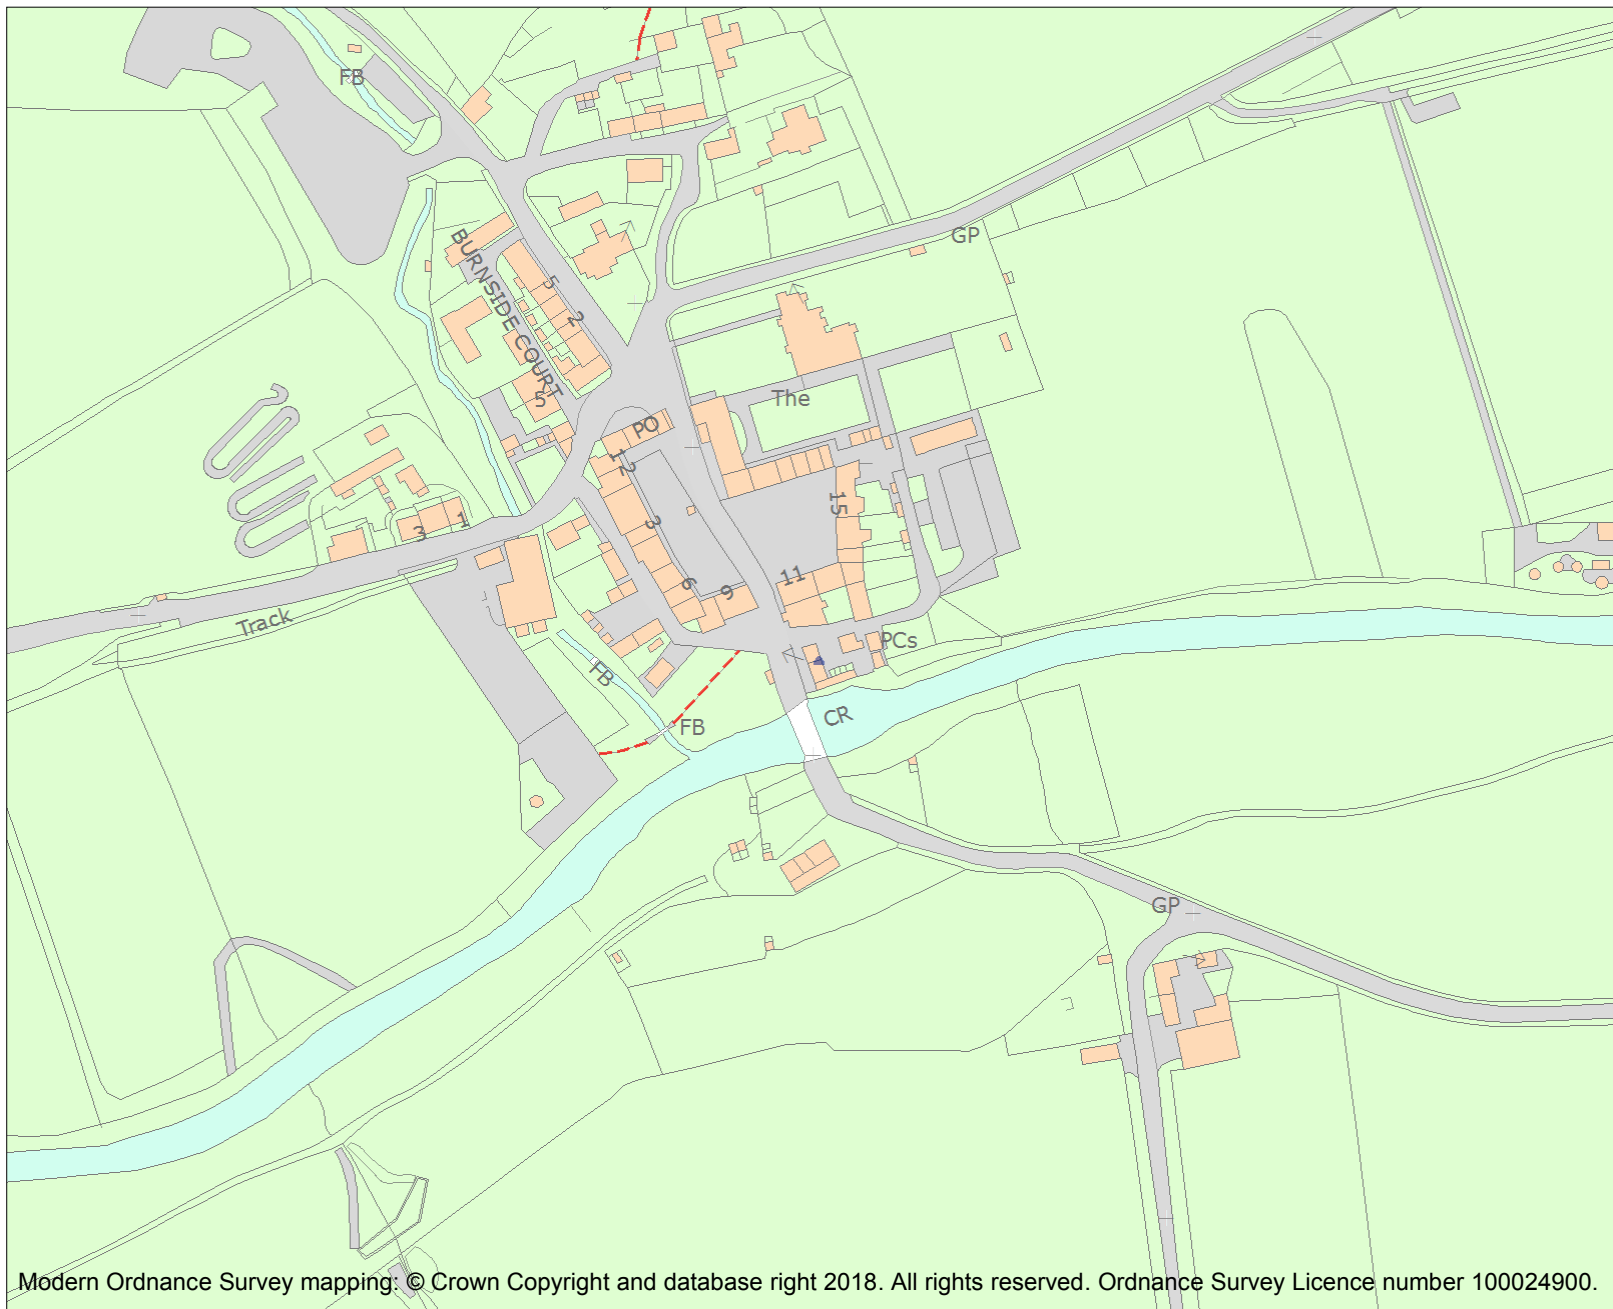 FB
GP
BURNSIDE COURT
5
2
5
The
PO
12
15
3
1
3
11
6
9
Track
PCs
FB
FB
CR
GP
Modern Ordnance Survey mapping: © Crown Copyright and database right 2018. All rights reserved. Ordnance Survey Licence number 100024900.